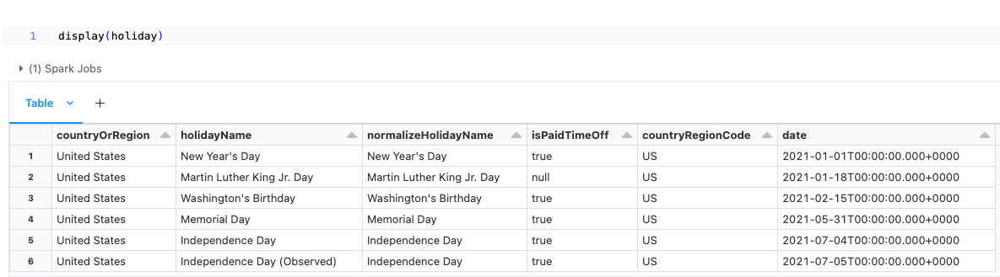 1 display(holiday)
(1) Spark Jobs
Table +
countryOrRegion holidayName normalizeHolidayName isPaidTimeOff countryRegionCode date
1 United States New Year's Day New Year's Day true US 2021-01-01T00:00:00.000+0000
2 United States Martin Luther King Jr. Day Martin Luther King Jr. Day null US 2021-01-18T00:00:00.000+0000
3 United States Washington's Birthday Washington's Birthday true US 2021-02-15T00:00:00.000+0000
4 United States Memorial Day Memorial Day true US 2021-05-31T00:00:00.000+0000
5 United States Independence Day Independence Day true US 2021-07-04T00:00:00.000+0000
6 United States Independence Day (Observed) Independence Day true US 2021-07-05T00:00:00.000+0000